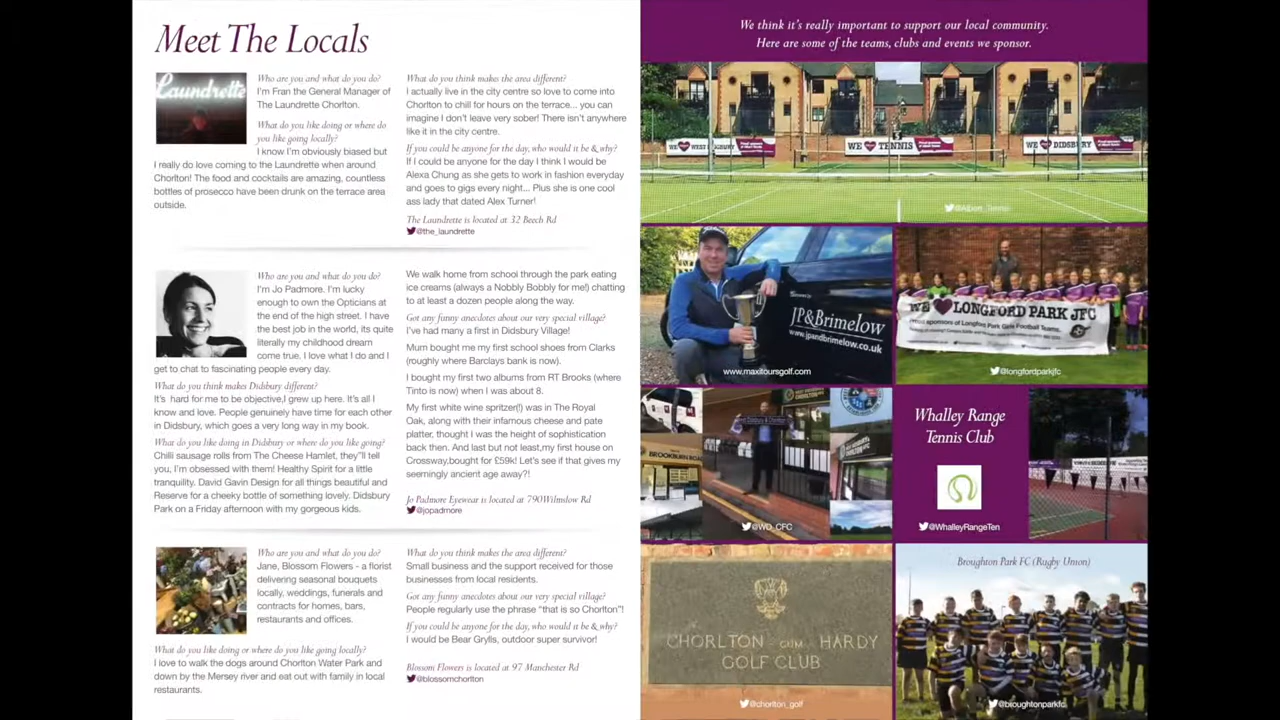 Meet The Locals
Laundrette
Who are you and what do you do?
I'm Fran the General Manager of
The Laundrette Chorlton.
What do you like doing or where do
you like going locally?
I know I'm obviously biased but
I really do love coming to the Laundrette when around
Chorlton! The food and cocktails are amazing, countless
bottles of prosecco have been drunk on the terrace area
outside.
What do you think makes the area different?
I actually live in the city centre so love to come into
Chorlton to chill for hours on the terrace... you can
imagine I don't leave very sober! There isn't anywhere
like it in the city centre.
If you could be anyone for the day, who would it be & why?
If I could be anyone for the day I think I would be
Alexa Chung as she gets to work in fashion everyday
and goes to gigs every night... Plus she is one cool
ass lady that dated Alex Turner!
The Laundrette is located at 32 Beech Rd
@the_laundrette
Who are you and what do you do?
I'm Jo Padmore. I'm lucky
enough to own the Opticians at
the end of the high street. I have
the best job in the world, its quite
literally my childhood dream
come true. I love what I do and I
get to chat to fascinating people every day.
What do you think makes Didsbury different?
It's hard for me to be objective,I grew up here. It's all I
know and love. People genuinely have time for each other
in Didsbury, which goes a very long way in my book.
What do you like doing in Didsbury or where do you like going?
Chilli sausage rolls from The Cheese Hamlet, they"ll tell
you, I'm obsessed with them! Healthy Spirit for a little
tranquility. David Gavin Design for all things beautiful and
Reserve for a cheeky bottle of something lovely. Didsbury
Park on a Friday afternoon with my gorgeous kids.
We walk home from school through the park eating
ice creams (always a Nobbly Bobbly for me!) chatting
to at least a dozen people along the way.
Got any funny anecdotes about our very special village?
I've had many a first in Didsbury Village!
Mum bought me my first school shoes from Clarks
(roughly where Barclays bank is now).
I bought my first two albums from RT Brooks (where
Tinto is now) when I was about 8.
My first white wine spritzer(!) was in The Royal
Oak, along with their infamous cheese and pate
platter, thought I was the height of sophistication
back then. And last but not least,my first house on
Crossway,bought for £59k! Let's see if that gives my
seemingly ancient age away?!
Jo Padmore Eyewear is located at 790Wilmslow Rd
@jopadmore
Who are you and what do you do?
Jane, Blossom Flowers - a florist
delivering seasonal bouquets
locally, weddings, funerals and
contracts for homes, bars,
restaurants and offices.
What do you like doing or where do you like going locally?
I love to walk the dogs around Chorlton Water Park and
down by the Mersey river and eat out with family in local
restaurants.
What do you think makes the area different?
Small business and the support received for those
businesses from local residents.
Got any funny anecdotes about our very special village?
People regularly use the phrase "that is so Chorlton"!
If you could be anyone for the day, who would it be & why?
I would be Bear Grylls, outdoor super survivor!
Blossom Flowers is located at 97 Manchester Rd
@blossomchorlton
We think it's really important to support our local community.
Here are some of the teams, clubs and events we sponsor.
WE WEST DIDSBURY
WE TENNIS
WE DIDSBURY
JP&Brimelow
www.jpandbrimelow.co.uk
www.maxitoursgolf.com
WE LONGFORD PARK JFC
Proud sponsors of Longford Park Girls Football Teams.
@longfordparkjfc
BROOKBURN ROAD
@WD_CFC
Whalley Range
Tennis Club
@WhalleyRangeTen
CHORLTON - CUM - HARDY
GOLF CLUB
@chorlton_golf
Broughton Park FC (Rugby Union)
@broughtonparkfc